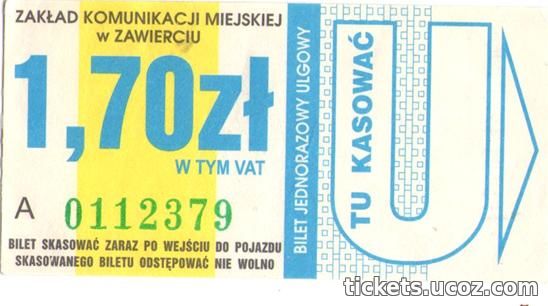 ZAKŁAD KOMUNIKACJI MIEJSKIEJ
w ZAWIERCIU
1,70zł
W TYM VAT
A 0112379
BILET SKASOWAĆ ZARAZ PO WEJŚCIU DO POJAZDU
SKASOWANEGO BILETU ODSTĘPOWAĆ NIE WOLNO
BILET JEDNORAZOWY ULGOWY
TU KASOWAĆ
U
tickets.ucoz.com